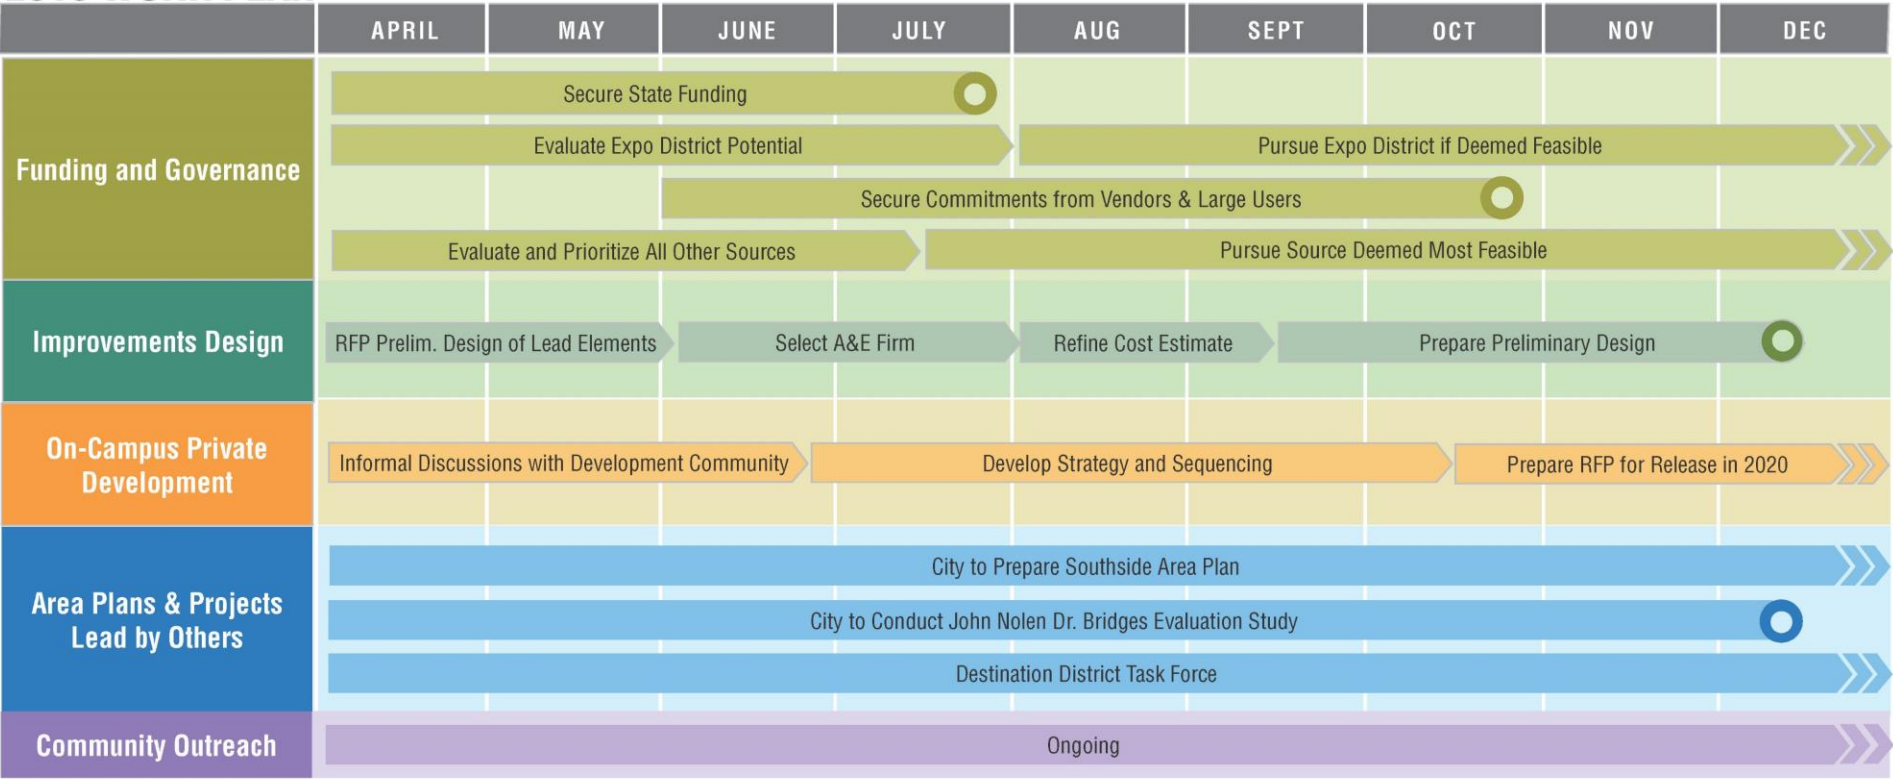 APRIL MAY JUNE JULY AUG SEPT OCT NOV DEC
Funding and Governance
Secure State Funding
Evaluate Expo District Potential
Pursue Expo District if Deemed Feasible
Secure Commitments from Vendors & Large Users
Evaluate and Prioritize All Other Sources
Pursue Source Deemed Most Feasible
Improvements Design
RFP Prelim. Design of Lead Elements
Select A&E Firm
Refine Cost Estimate
Prepare Preliminary Design
On-Campus Private
Development
Informal Discussions with Development Community
Develop Strategy and Sequencing
Prepare RFP for Release in 2020
Area Plans & Projects
Lead by Others
City to Prepare Southside Area Plan
City to Conduct John Nolen Dr. Bridges Evaluation Study
Destination District Task Force
Community Outreach
Ongoing